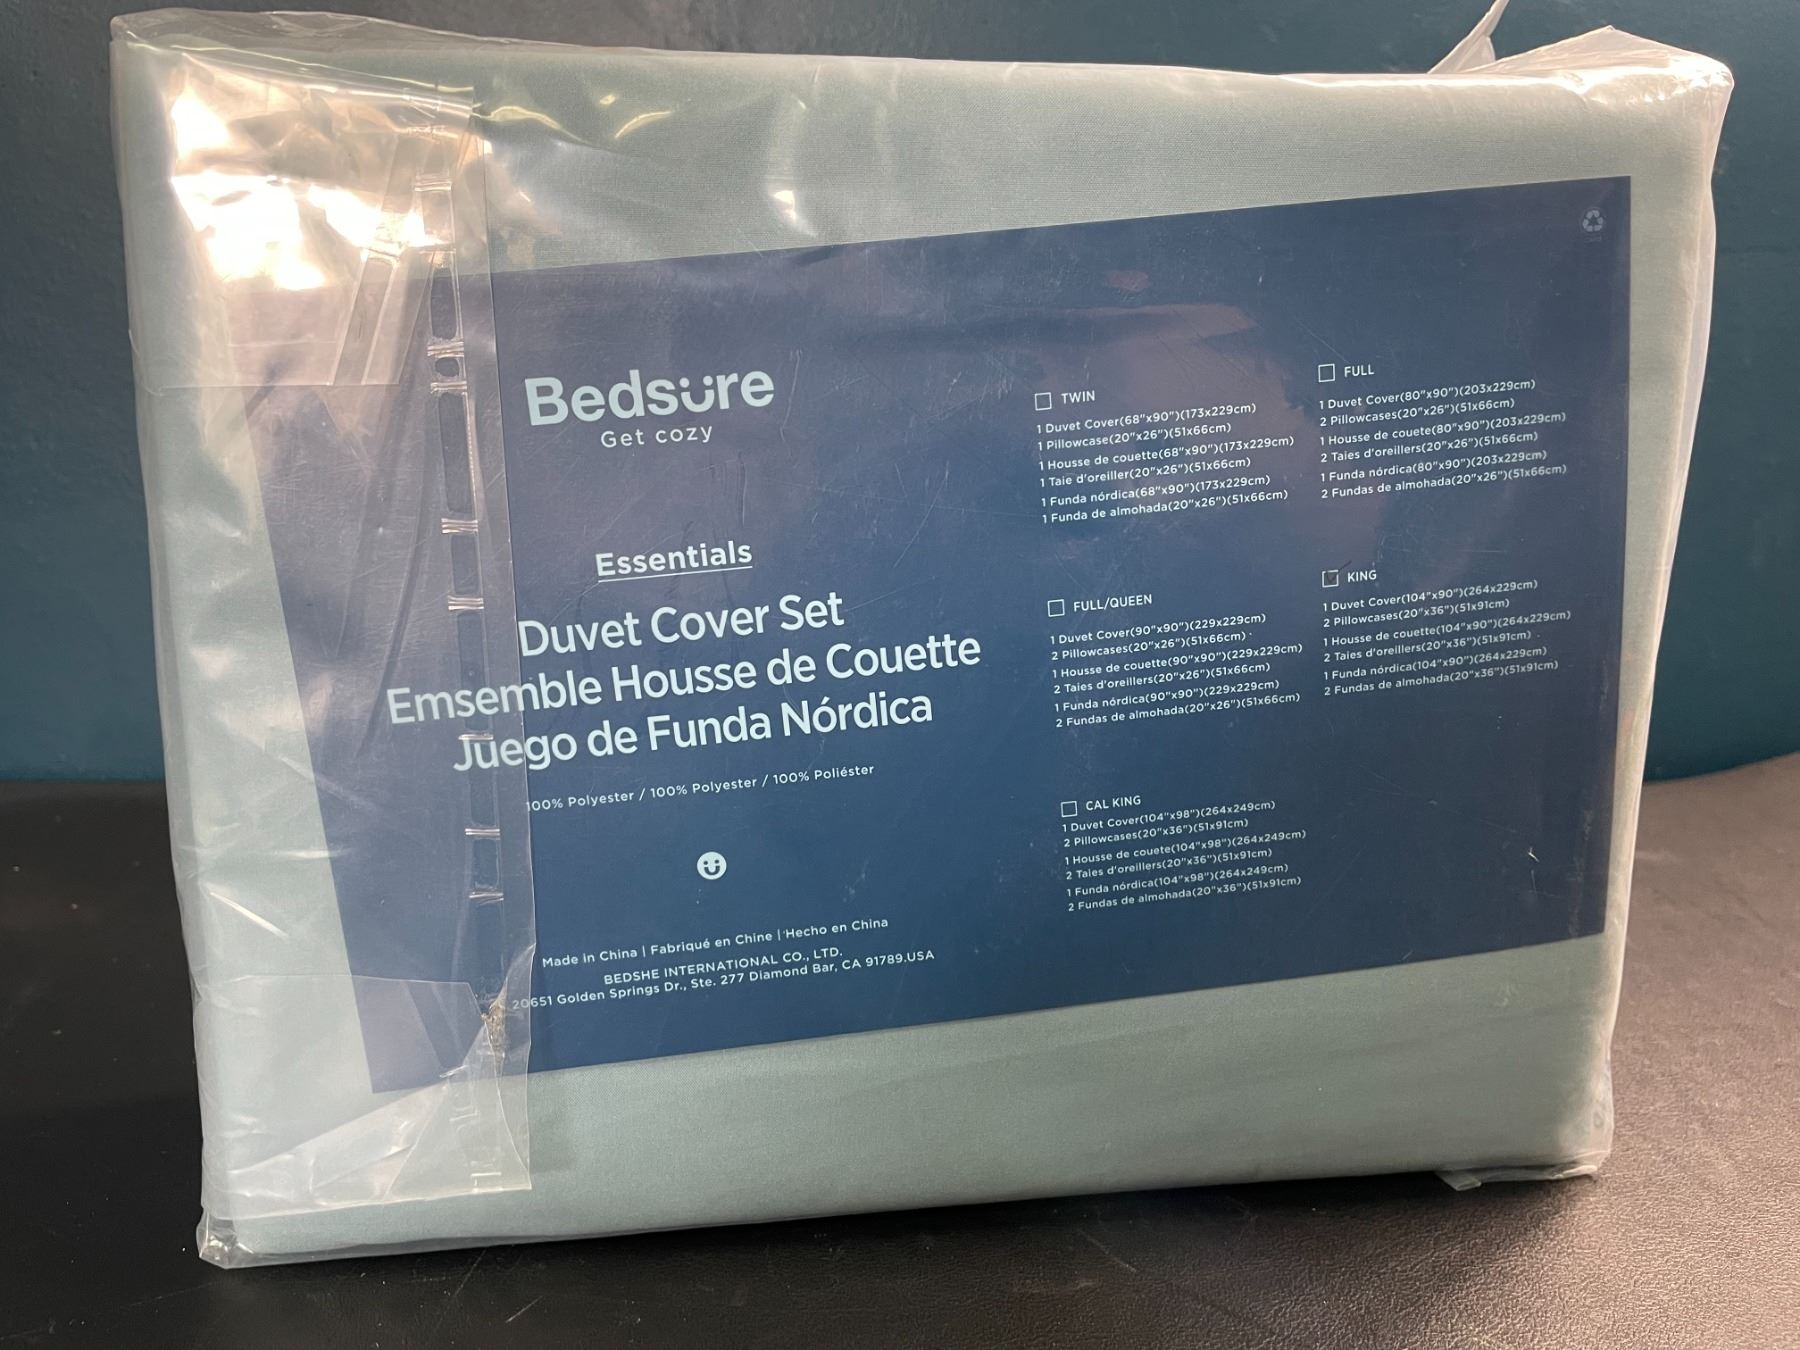 Bedsure
Get cozy
Essentials
Duvet Cover Set
Emsemble Housse de Couette
Juego de Funda Nórdica
100% Polyester / 100% Polyester / 100% Poliéster
Made in China | Fabriqué en Chine | Hecho en China
BEDSHE INTERNATIONAL CO., LTD.
20651 Golden Springs Dr., Ste. 277 Diamond Bar, CA 91789.USA
TWIN
1 Duvet Cover(68"x90")(173x229cm)
1 Pillowcase(20"x26")(51x66cm)
1 Housse de couette(68"x90")(173x229cm)
1 Taie d'oreiller(20"x26")(51x66cm)
1 Funda nórdica(68"x90")(173x229cm)
1 Funda de almohada(20"x26")(51x66cm)
FULL
1 Duvet Cover(80"x90")(203x229cm)
2 Pillowcases(20"x26")(51x66cm)
1 Housse de couete(80"x90")(203x229cm)
2 Taies d'oreillers(20"x26")(51x66cm)
1 Funda nórdica(80"x90")(203x229cm)
2 Fundas de almohada(20"x26")(51x66cm)
FULL/QUEEN
1 Duvet Cover(90"x90")(229x229cm)
2 Pillowcases(20"x26")(51x66cm)
1 Housse de couette(90"x90")(229x229cm)
2 Taies d'oreillers(20"x26")(51x66cm)
1 Funda nórdica(90"x90")(229x229cm)
2 Fundas de almohada(20"x26")(51x66cm)
KING
1 Duvet Cover(104"x90")(264x229cm)
2 Pillowcases(20"x36")(51x91cm)
1 Housse de couette(104"x90")(264x229cm)
2 Taies d'oreillers(20"x36")(51x91cm)
1 Funda nórdica(104"x90")(264x229cm)
2 Fundas de almohada(20"x36")(51x91cm)
CAL KING
1 Duvet Cover(104"x98")(264x249cm)
2 Pillowcases(20"x36")(51x91cm)
1 Housse de couete(104"x98")(264x249cm)
2 Taies d'oreillers(20"x36")(51x91cm)
1 Funda nórdica(104"x98")(264x249cm)
2 Fundas de almohada(20"x36")(51x91cm)